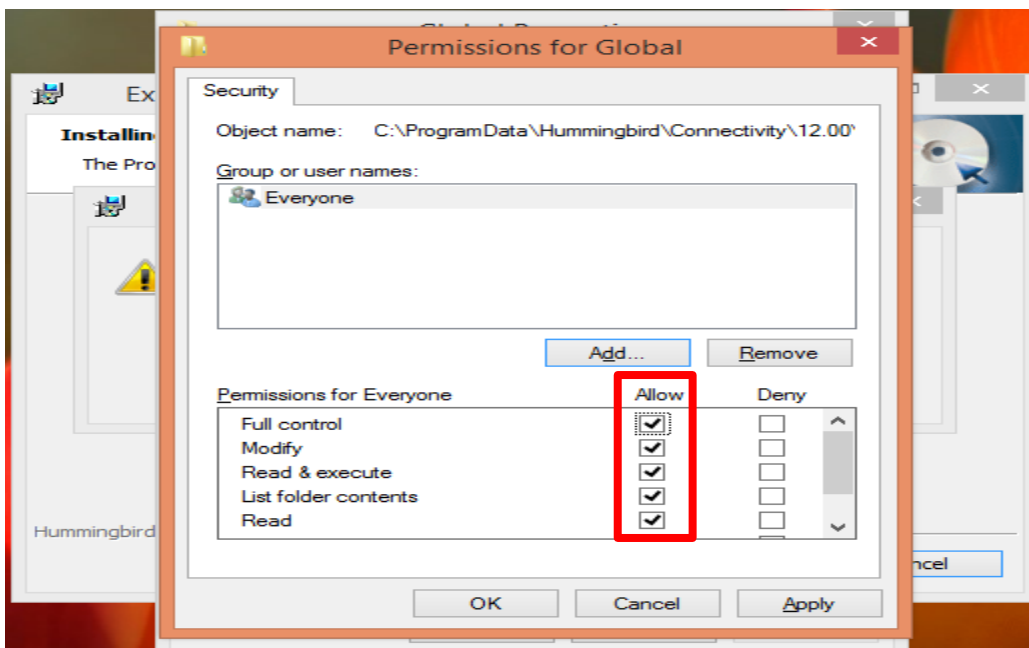 Permissions for Global
Ex
Security
Installin
Object name: C:\ProgramData\Hummingbird\Connectivity\12.00'
The Pro
Group or user names:
Everyone
Add...
Remove
Permissions for Everyone
Allow
Deny
Full control
Modify
Read & execute
List folder contents
Read
Hummingbird
ncel
OK
Cancel
Apply